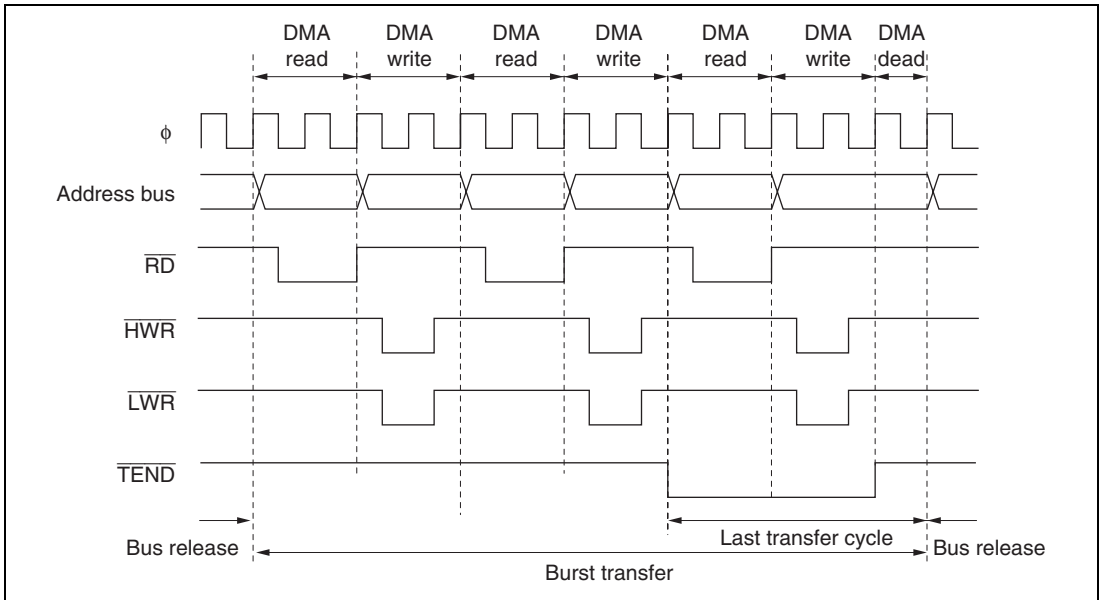 DMA DMA DMA DMA DMA DMA DMA
read write read write read write dead
ϕ
Address bus
RD
HWR
LWR
TEND
Last transfer cycle
Bus release Bus release
Burst transfer